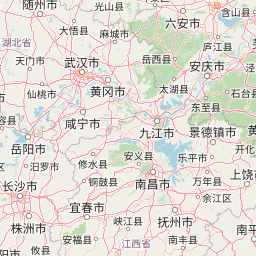 随州市
光山县
六安市
含山县
大悟县
麻城市
湖北省
庐江县
岳西县
天门市
武汉市
安庆市
太湖县
仙桃市
黄冈市
石台县
东至县
咸宁市
九江市
景德镇市
岳阳市
安义县
乐平市
汨罗市
修水县
铜鼓县
万年县
上饶市
长沙市
南昌市
余江区
宜春市
株洲市
峡江县
抚州市
安福县
南丰县
江西省